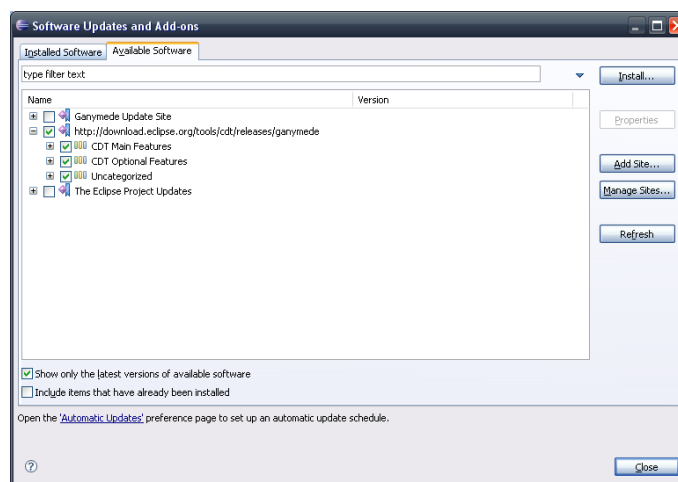 Software Updates and Add-ons
Installed Software Available Software
type filter text
Install...
Name Version
Ganymede Update Site
http://download.eclipse.org/tools/cdt/releases/ganymede
CDT Main Features
CDT Optional Features
Uncategorized
The Eclipse Project Updates
Properties
Add Site...
Manage Sites...
Refresh
Show only the latest versions of available software
Include items that have already been installed
Open the 'Automatic Updates' preference page to set up an automatic update schedule.
?
Close